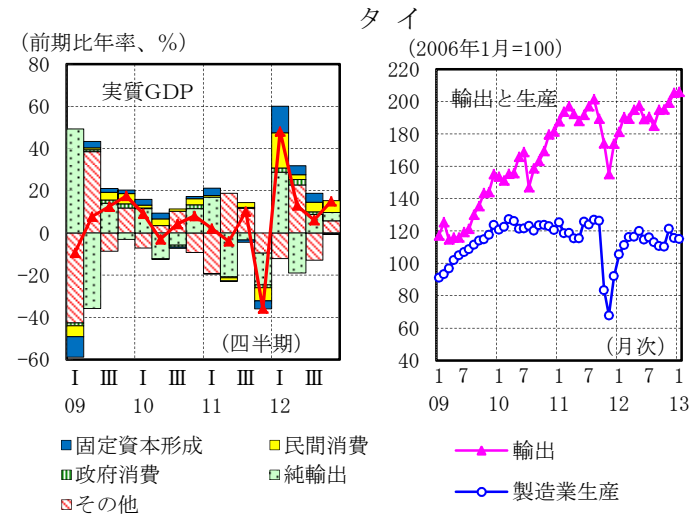 タ イ
(前期比年率、%)
80
60
40
20
0
-20
-40
-60
実質GDP
(四半期)
Ⅰ Ⅲ Ⅰ Ⅲ Ⅰ Ⅲ Ⅰ Ⅲ
09 10 11 12
■固定資本形成 ■民間消費
政府消費 純輸出
その他
(2006年1月=100)
220
200
180
160
140
120
100
80
60
40
輸出と生産
(月次)
1 7 1 7 1 7 1 7 1
09 10 11 12 13
輸出
製造業生産